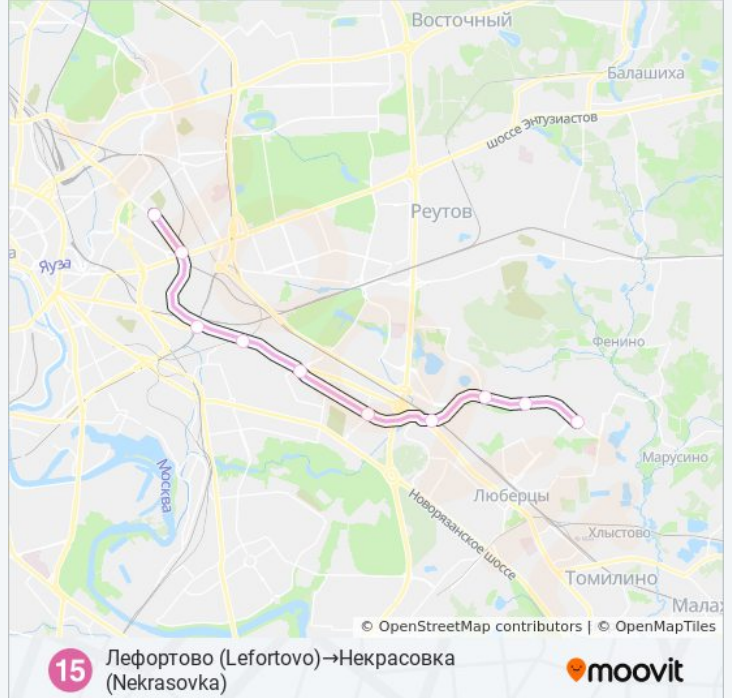 Восточный
Балашиха
шоссе Энтузиастов
Реутов
а
Яуза
Фенино
Марусино
Москва
Люберцы
Новорязанское шоссе
Хлыстово
Томилино
Мала
© OpenStreetMap contributors | © OpenMapTiles
15
Лефортово (Lefortovo)→Некрасовка
(Nekrasovka)
moovit